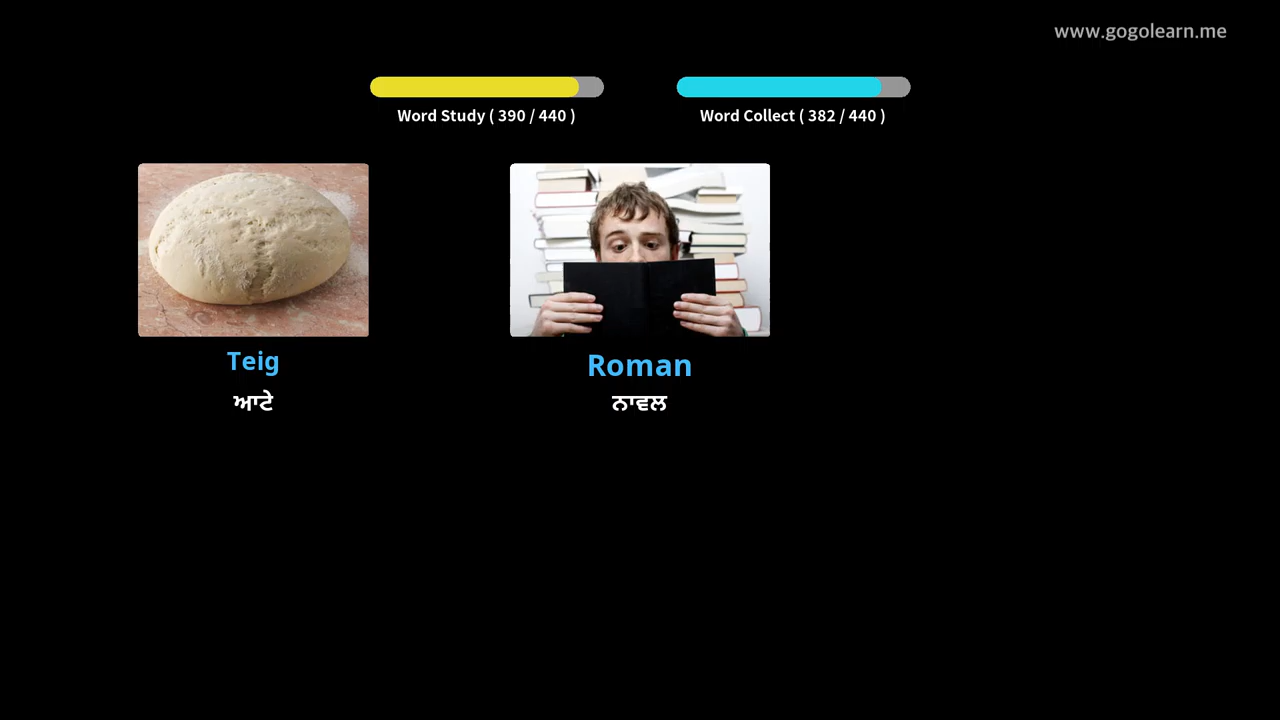 www.gogolearn.me
Word Study ( 390 / 440 )
Word Collect ( 382 / 440 )
Teig
ਆਟੇ
Roman
ਨਾਵਲ